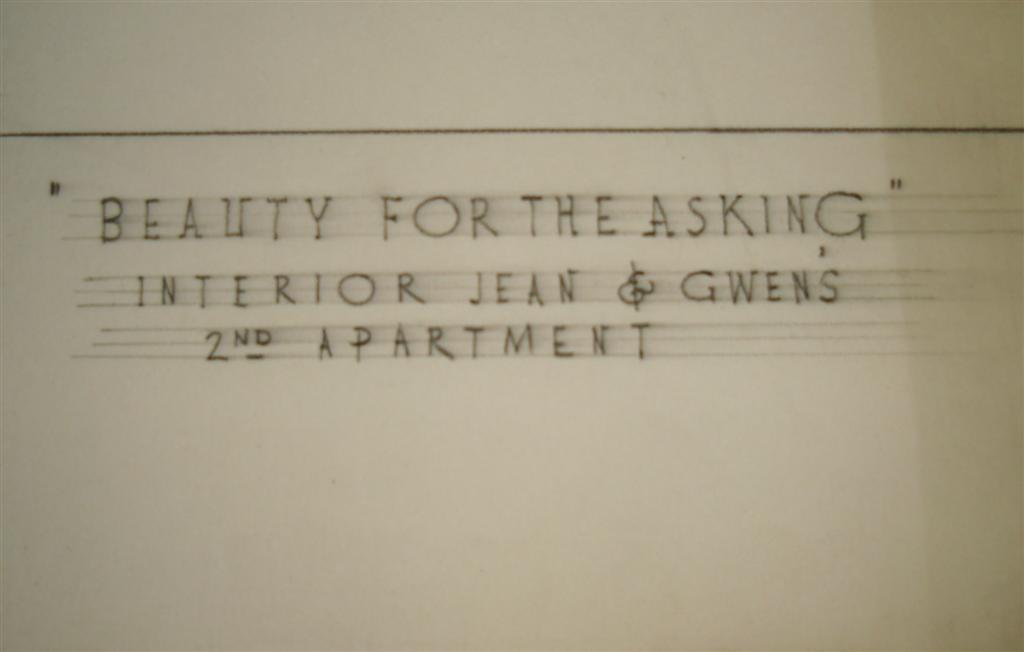 "BEAUTY FOR THE ASKING"
INTERIOR JEAN & GWEN'S
2ND APARTMENT